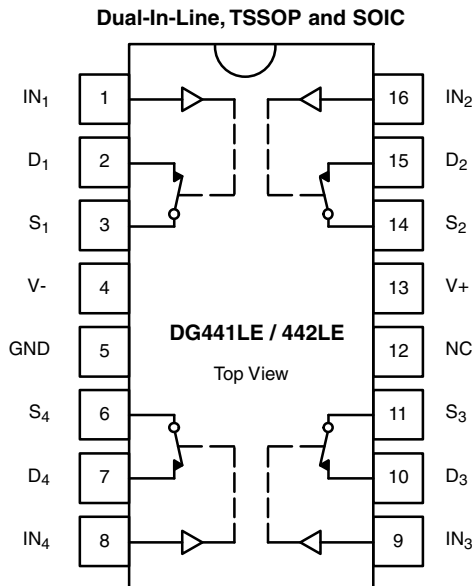 Dual-In-Line, TSSOP and SOIC
IN1 1 16 IN2
D1 2 15 D2
S1 3 14 S2
V- 4 13 V+
GND 5 12 NC
DG441LE / 442LE
Top View
S4 6 11 S3
D4 7 10 D3
IN4 8 9 IN3